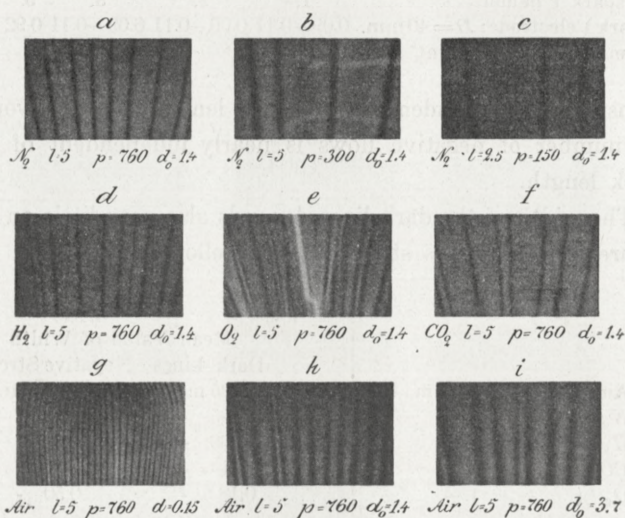 a b c
N₂ l=5 p=760 d₀=1.4 N₂ l=5 p=300 d₀=1.4 N₂ l=2.5 p=150 d₀=1.4
d e f
H₂ l=5 p=760 d₀=1.4 O₂ l=5 p=760 d₀=1.4 CO₂ l=5 p=760 d₀=1.4
g h i
Air l=5 p=760 d=0.15 Air l=5 p=760 d₀=1.4 Air l=5 p=760 d₀=3.7